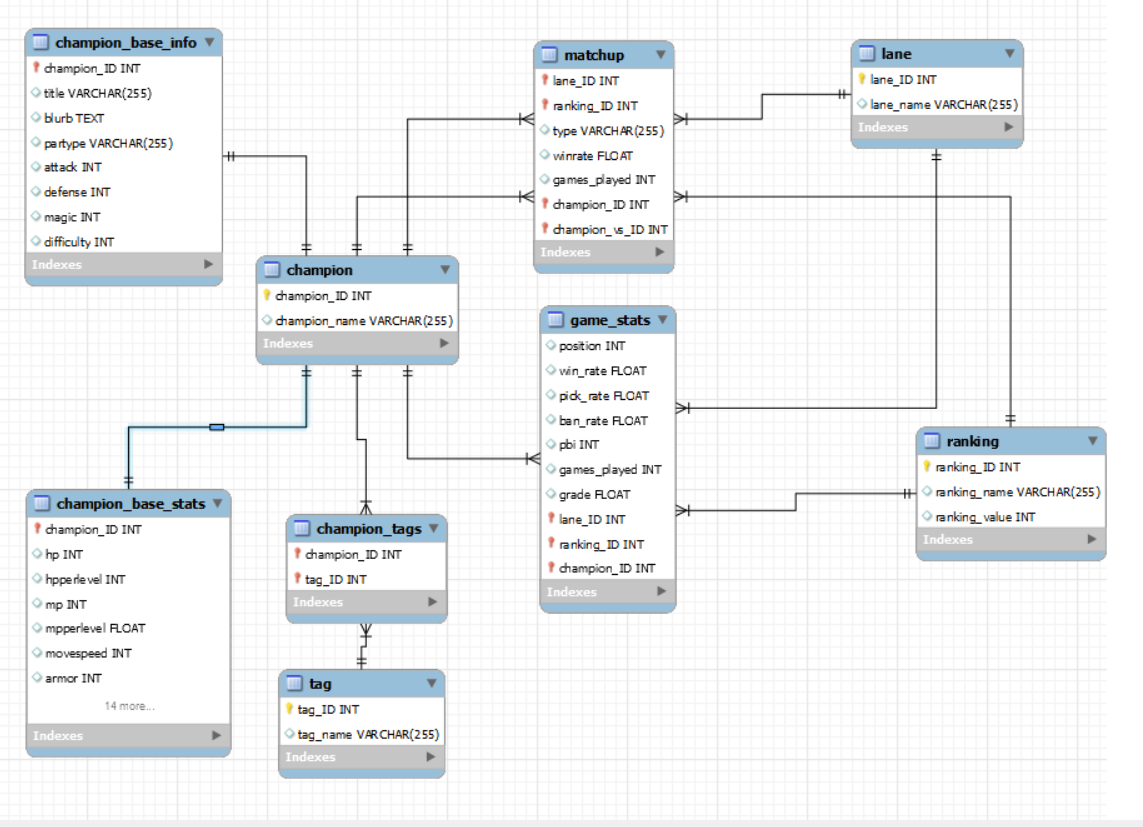 champion_base_info
champion_ID INT
title VARCHAR(255)
blurb TEXT
partype VARCHAR(255)
attack INT
defense INT
magic INT
difficulty INT
Indexes
matchup
lane_ID INT
ranking_ID INT
type VARCHAR(255)
winrate FLOAT
games_played INT
champion_ID INT
champion_vs_ID INT
Indexes
lane
lane_ID INT
lane_name VARCHAR(255)
Indexes
champion
champion_ID INT
champion_name VARCHAR(255)
Indexes
game_stats
position INT
win_rate FLOAT
pick_rate FLOAT
ban_rate FLOAT
pbi INT
games_played INT
grade FLOAT
lane_ID INT
ranking_ID INT
champion_ID INT
Indexes
ranking
ranking_ID INT
ranking_name VARCHAR(255)
ranking_value INT
Indexes
champion_base_stats
champion_ID INT
hp INT
hpperlevel INT
mp INT
mpperlevel FLOAT
movespeed INT
armor INT
14 more...
Indexes
champion_tags
champion_ID INT
tag_ID INT
Indexes
tag
tag_ID INT
tag_name VARCHAR(255)
Indexes